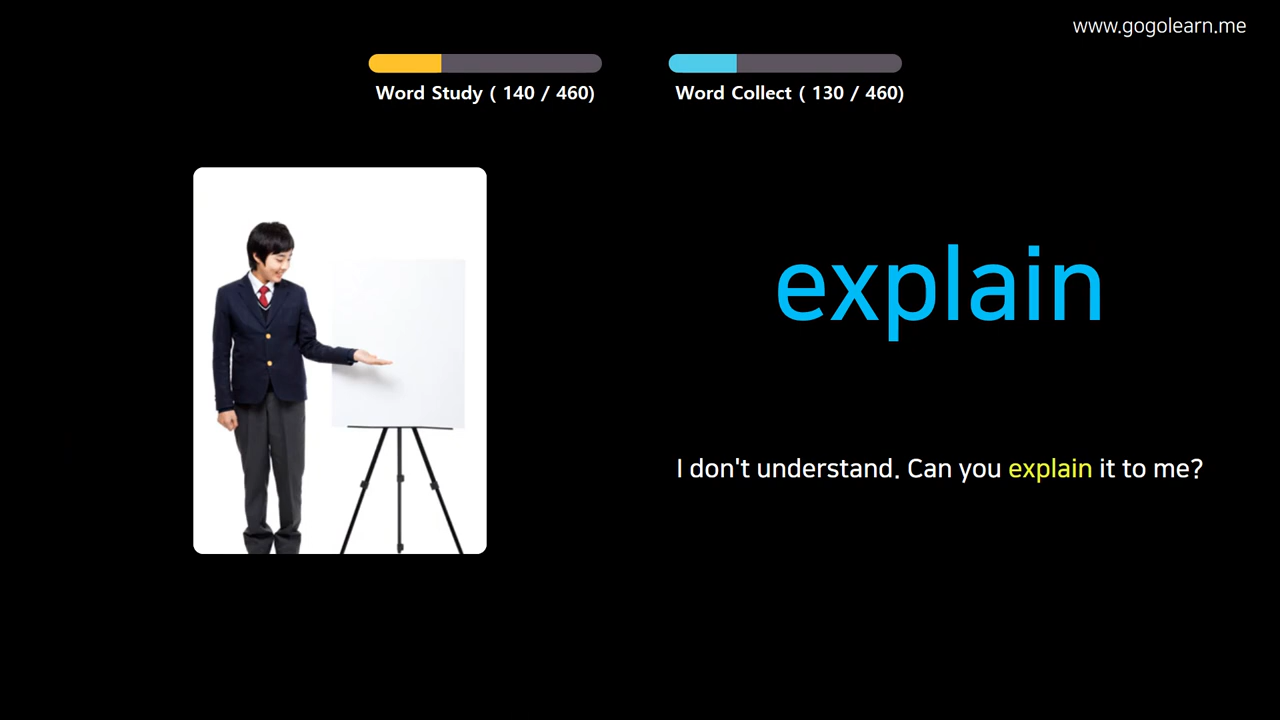 www.gogolearn.me
Word Study ( 140 / 460)
Word Collect ( 130 / 460)
explain
I don't understand. Can you explain it to me?